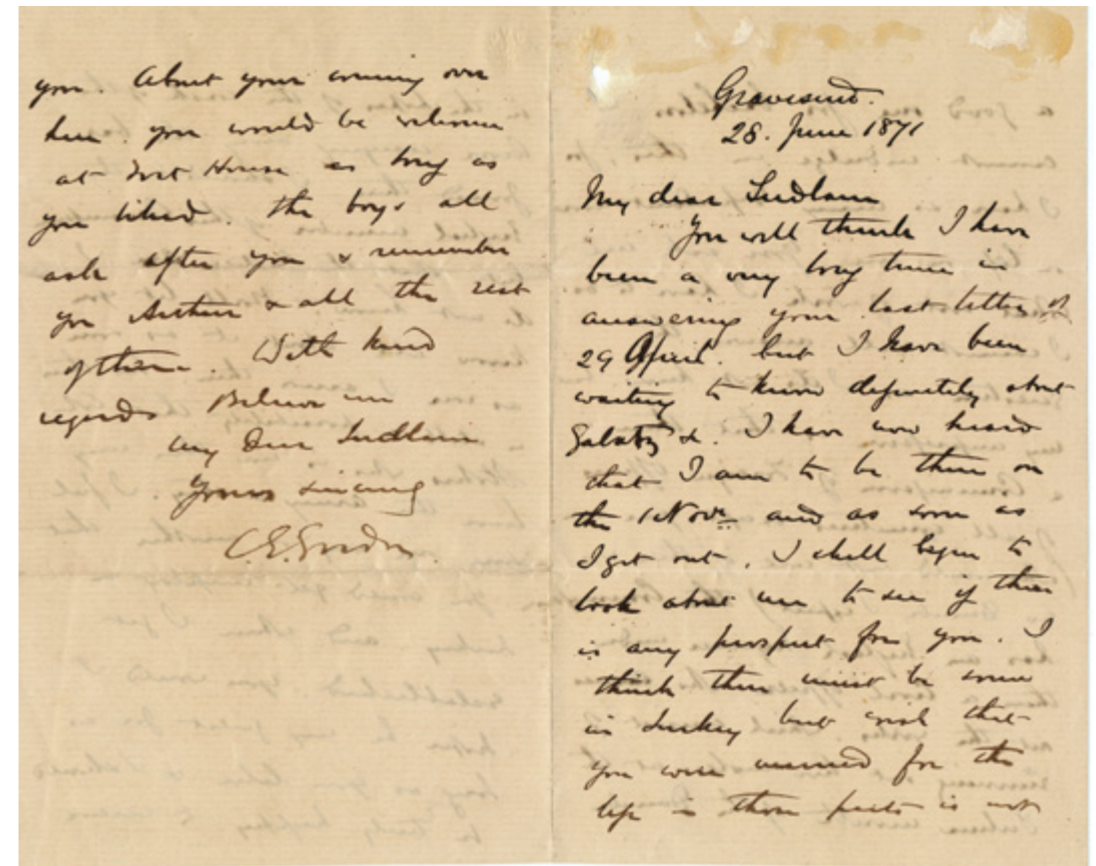 Gravesend.
28. June 1871
My dear Ludlam
You will think I have
been a very long time in
answering your last letter of
29 April. but I have been
waiting to know definitely about
Galatz &. I have now heard
that I am to be there on
the 1 Novr. and as soon as
I get out, I shall begin to
look about me to see if there
is any prospect for you. I
think there must be some
in Turkey but wish that
you were married for the
life in those parts is not
you. About your coming over
here. you would be welcome
at Fort House as long as
you liked. The boys all
ask after you & remember
you Arthur & all the rest
of them. With kind
regards Believe me
my Dear Ludlam
Yours sincerely
C.E. Gordon.